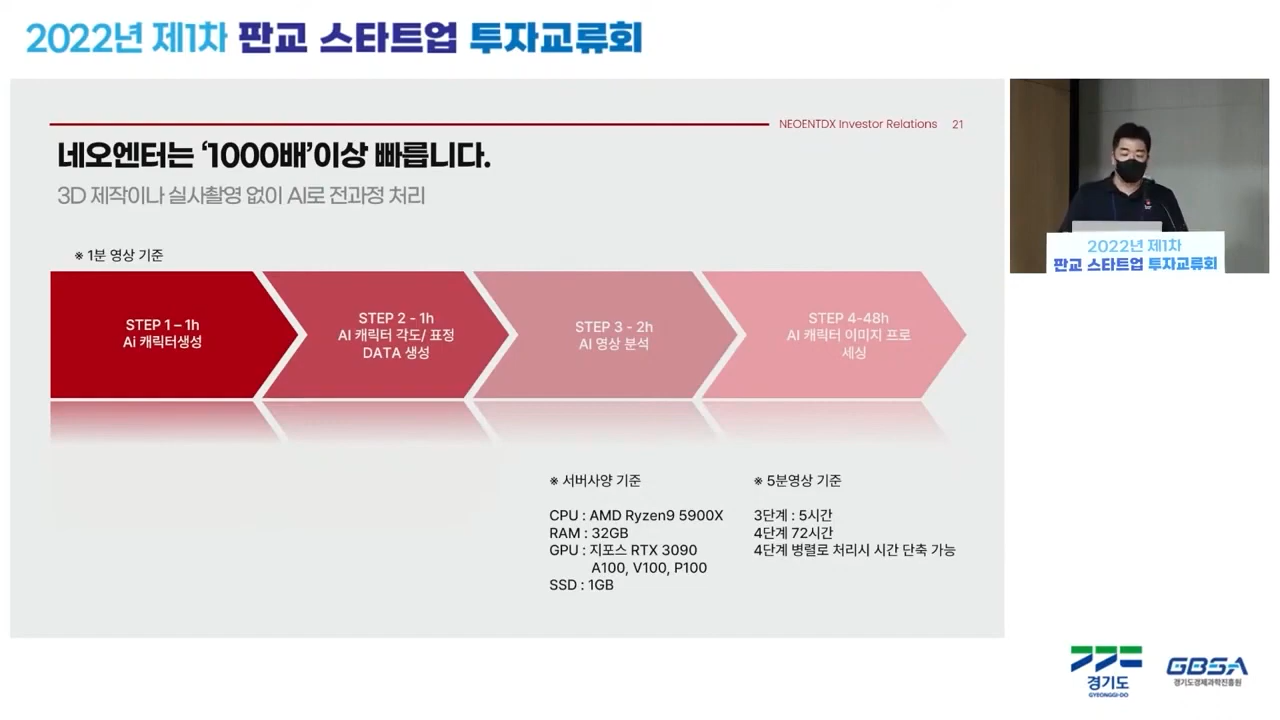 2022년 제1차 판교 스타트업 투자교류회
NEOENTDX Investor Relations 21
네오엔터는 ‘1000배’이상 빠릅니다.
3D 제작이나 실사촬영 없이 AI로 전과정 처리
※ 1분 영상 기준
STEP 1 – 1h
Ai 캐릭터생성
STEP 2 - 1h
AI 캐릭터 각도/ 표정
DATA 생성
STEP 3 - 2h
AI 영상 분석
STEP 4-48h
AI 캐릭터 이미지 프로
세싱
※ 서버사양 기준
CPU : AMD Ryzen9 5900X
RAM : 32GB
GPU : 지포스 RTX 3090
A100, V100, P100
SSD : 1GB
※ 5분영상 기준
3단계 : 5시간
4단계 72시간
4단계 병렬로 처리시 시간 단축 가능
2022년 제1차
판교 스타트업 투자교류회
경기도
GYEONGGI-DO
GBSA
경기도경제과학진흥원